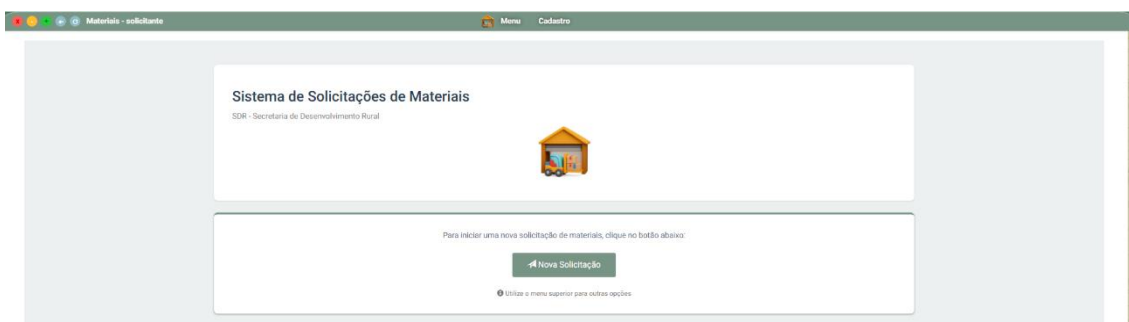 Materiais - solicitante
Menu Cadastro
Sistema de Solicitações de Materiais
SDR - Secretaria de Desenvolvimento Rural
Para iniciar uma nova solicitação de materiais, clique no botão abaixo:
Nova Solicitação
Utilize o menu superior para outras opções